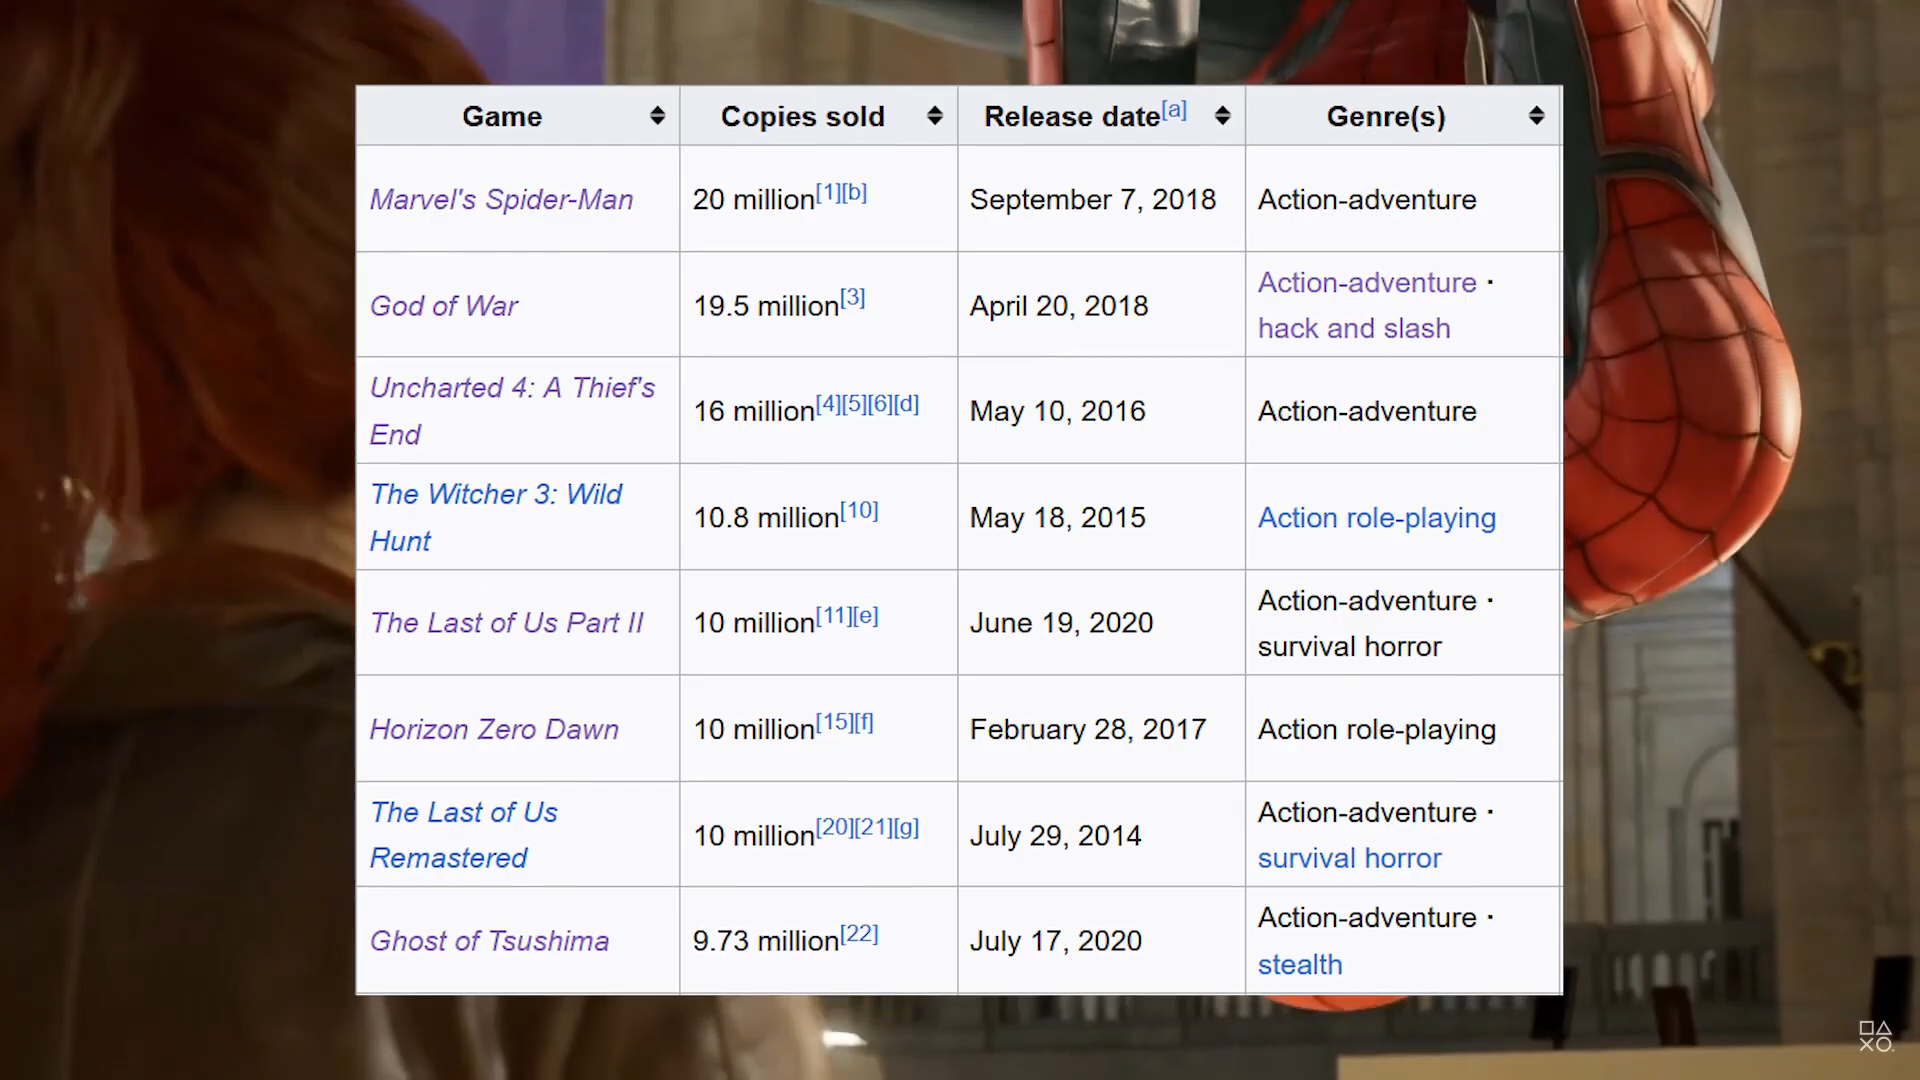 Game Copies sold Release date[a] Genre(s)
Marvel's Spider-Man 20 million[1][b] September 7, 2018 Action-adventure
God of War 19.5 million[3] April 20, 2018 Action-adventure ·
hack and slash
Uncharted 4: A Thief's
End 16 million[4][5][6][d] May 10, 2016 Action-adventure
The Witcher 3: Wild
Hunt 10.8 million[10] May 18, 2015 Action role-playing
The Last of Us Part II 10 million[11][e] June 19, 2020 Action-adventure ·
survival horror
Horizon Zero Dawn 10 million[15][f] February 28, 2017 Action role-playing
The Last of Us
Remastered 10 million[20][21][g] July 29, 2014 Action-adventure ·
survival horror
Ghost of Tsushima 9.73 million[22] July 17, 2020 Action-adventure ·
stealth